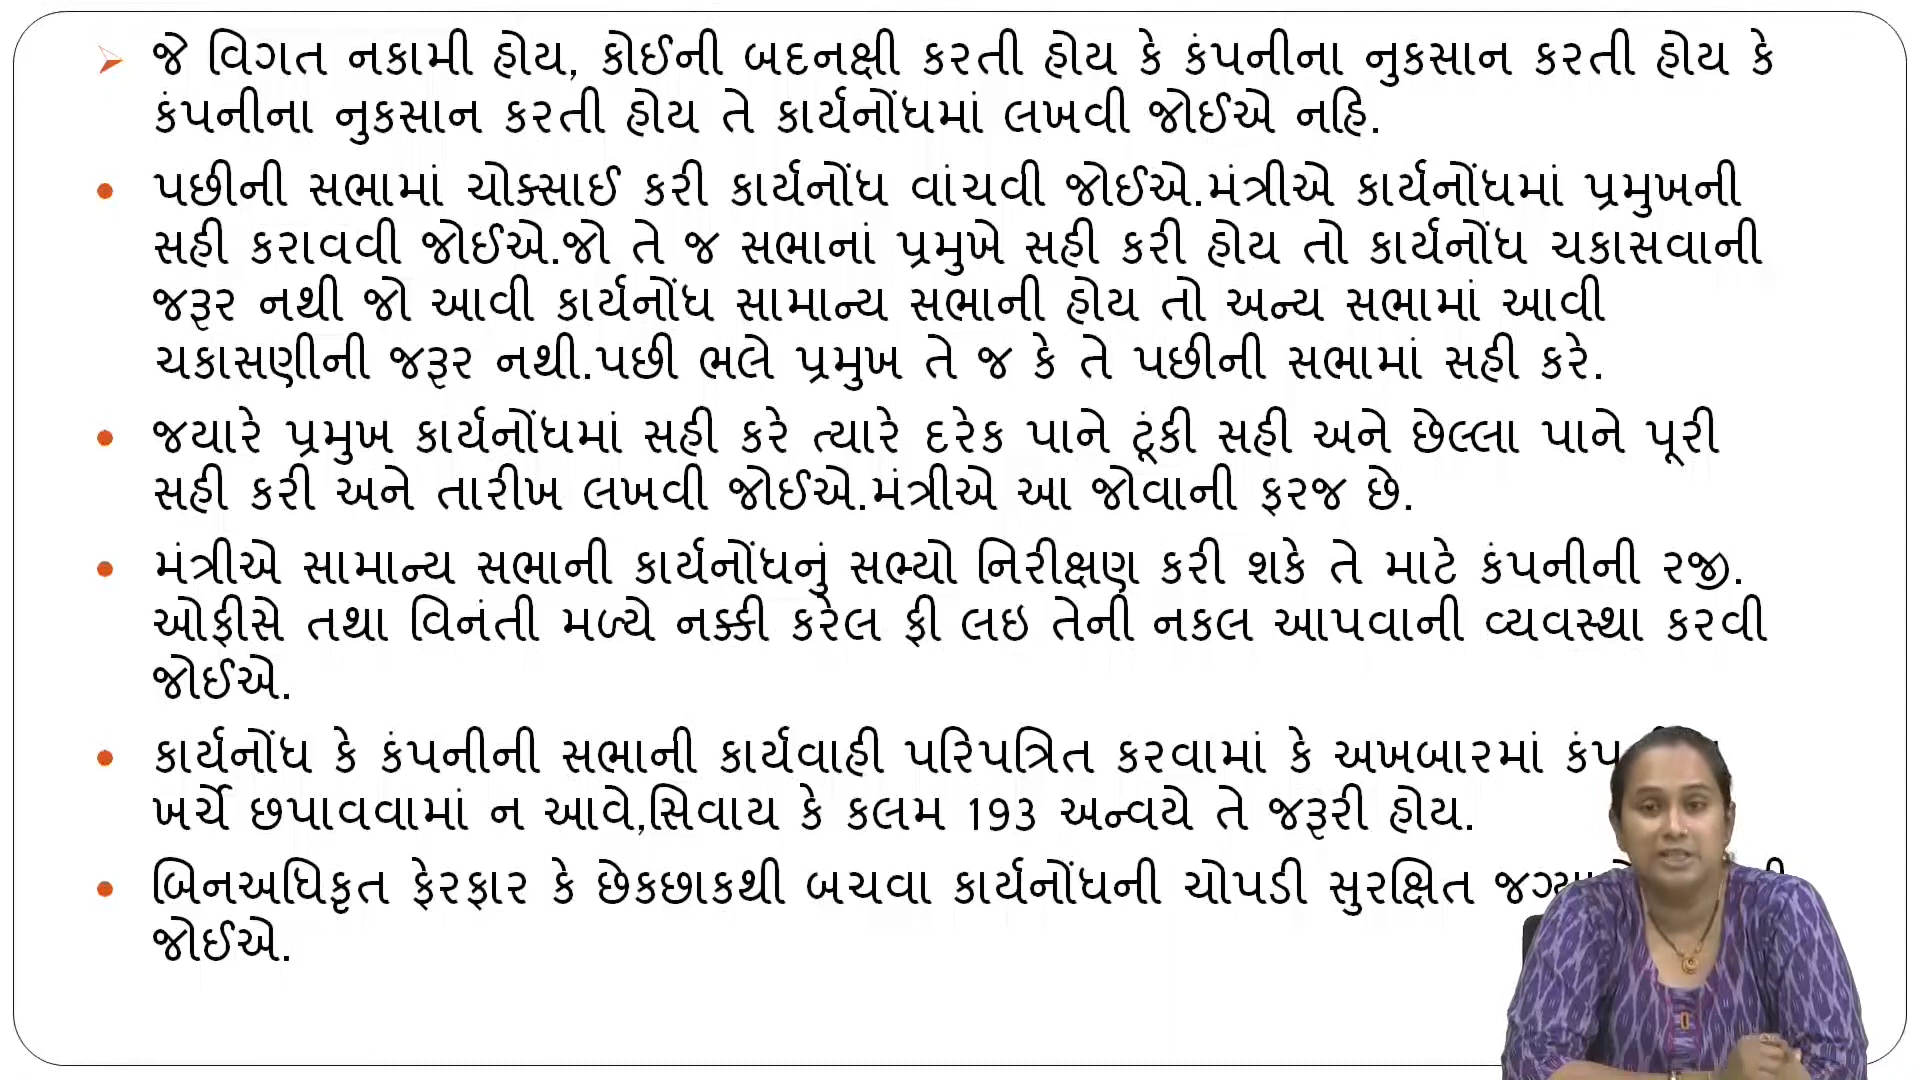 જે વિગત નકામી હોય, કોઈની બદનક્ષી કરતી હોય કે કંપનીના નુકસાન કરતી હોય કે
કંપનીના નુકસાન કરતી હોય તે કાર્યનોંધમાં લખવી જોઈએ નહિ.
પછીની સભામાં ચોક્સાઈ કરી કાર્યનોંધ વાંચવી જોઈએ.મંત્રીએ કાર્યનોંધમાં પ્રમુખની
સહી કરાવવી જોઈએ.જો તે જ સભાનાં પ્રમુખે સહી કરી હોય તો કાર્યનોંધ ચકાસવાની
જરૂર નથી જો આવી કાર્યનોંધ સામાન્ય સભાની હોય તો અન્ય સભામાં આવી
ચકાસણીની જરૂર નથી.પછી ભલે પ્રમુખ તે જ કે તે પછીની સભામાં સહી કરે.
જયારે પ્રમુખ કાર્યનોંધમાં સહી કરે ત્યારે દરેક પાને ટૂંકી સહી અને છેલ્લા પાને પૂરી
સહી કરી અને તારીખ લખવી જોઈએ.મંત્રીએ આ જોવાની ફરજ છે.
મંત્રીએ સામાન્ય સભાની કાર્યનોંધનું સભ્યો નિરીક્ષણ કરી શકે તે માટે કંપનીની રજી.
ઓફીસે તથા વિનંતી મળ્યે નક્કી કરેલ ફી લઇ તેની નકલ આપવાની વ્યવસ્થા કરવી
જોઈએ.
કાર્યનોંધ કે કંપનીની સભાની કાર્યવાહી પરિપત્રિત કરવામાં કે અખબારમાં
ખર્ચે છપાવવામાં ન આવે,સિવાય કે કલમ 193 અન્વયે તે જરૂરી હોય.
બિનઅધિકૃત ફેરફાર કે છેકછાકથી બચવા કાર્યનોંધની ચોપડી સુરક્ષિત
જોઈએ.